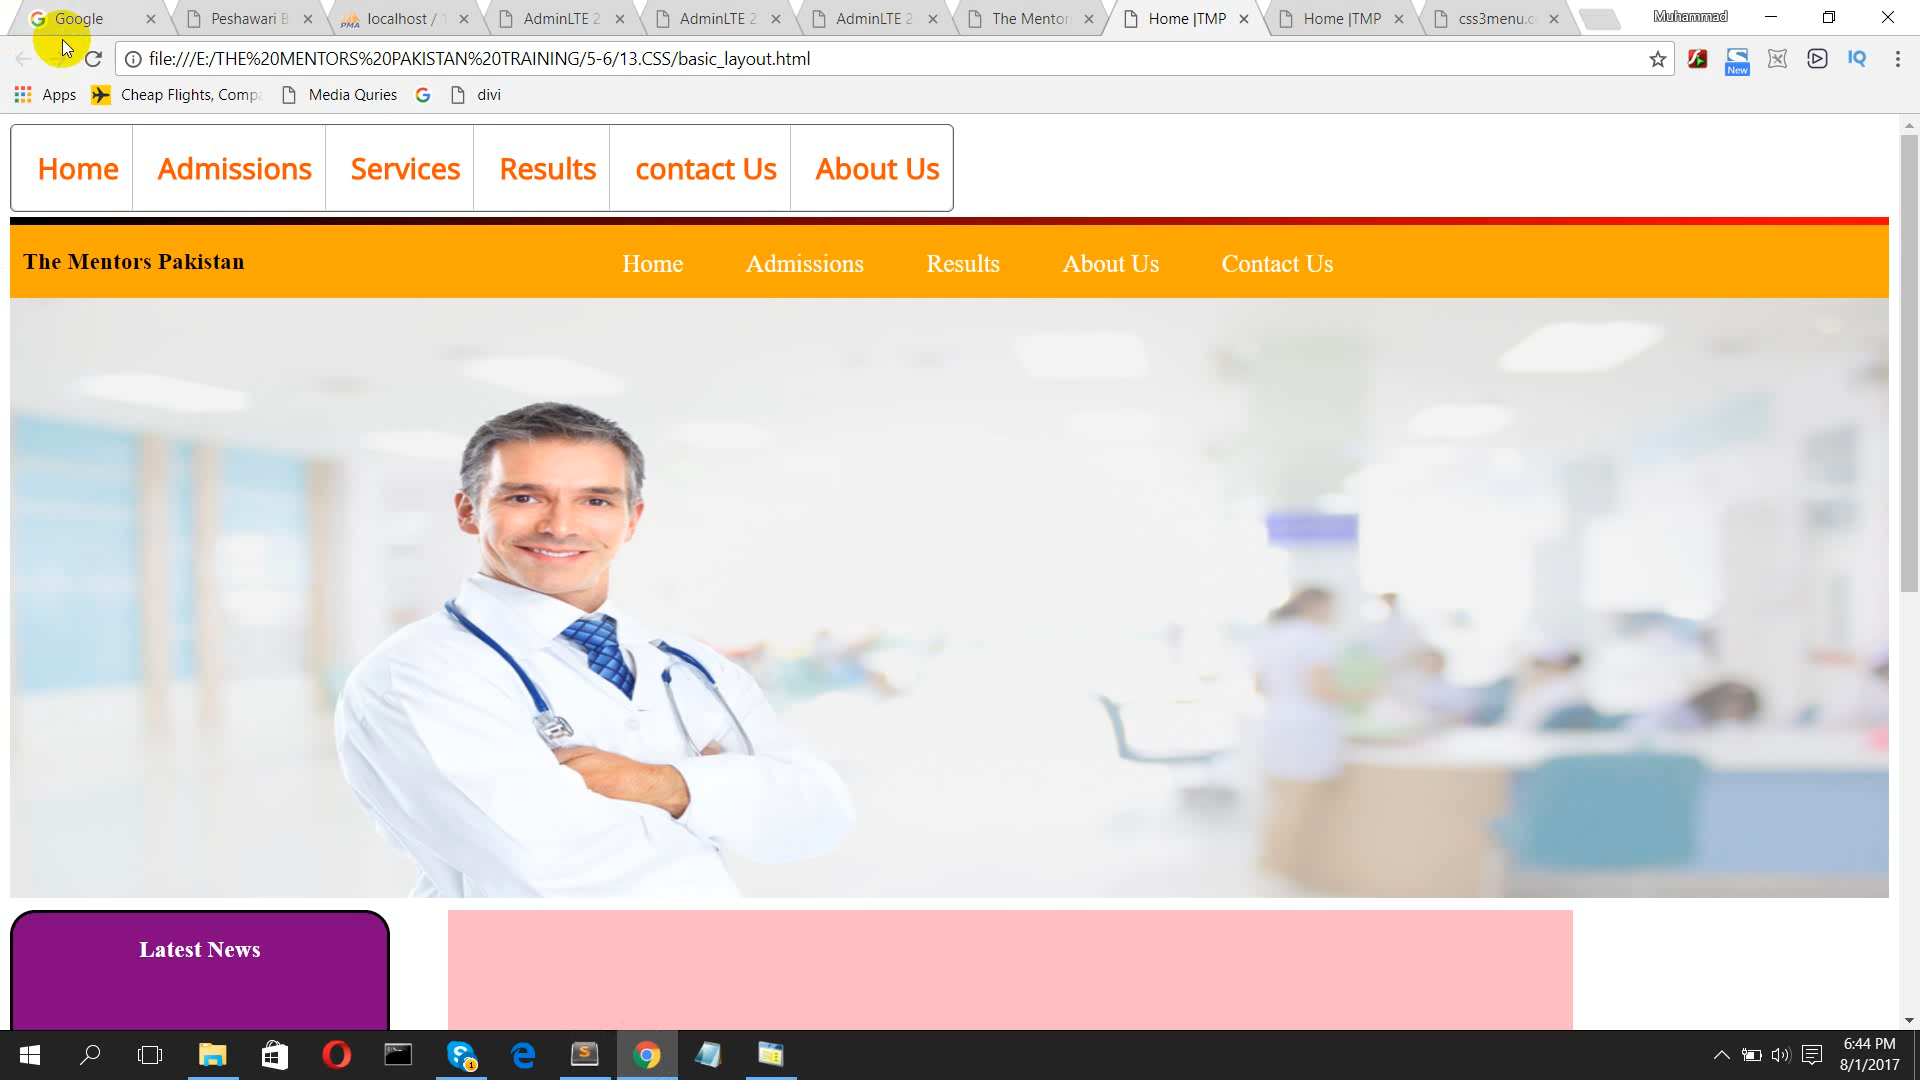 Google
Peshawari B
localhost /
AdminLTE 2
AdminLTE 2
AdminLTE 2
The Mentor
Home |TMP
Home |TMP
css3menu.c
Muhammad
file:///E:/THE%20MENTORS%20PAKISTAN%20TRAINING/5-6/13.CSS/basic_layout.html
New
IQ
Apps
Cheap Flights, Comp
Media Quries
divi
Home Admissions Services Results contact Us About Us
The Mentors Pakistan
Home Admissions Results About Us Contact Us
Latest News
6:44 PM
8/1/2017